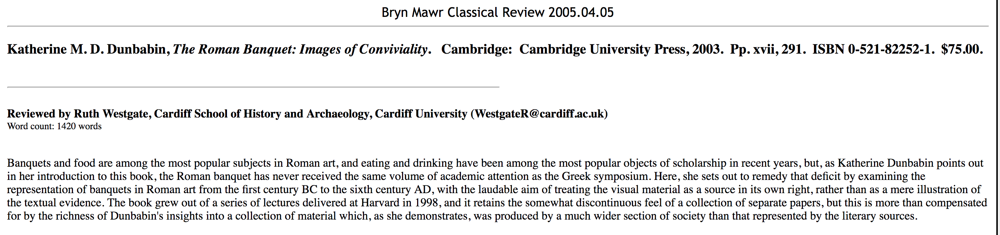 Bryn Mawr Classical Review 2005.04.05
Katherine M. D. Dunbabin, The Roman Banquet: Images of Conviviality. Cambridge: Cambridge University Press, 2003. Pp. xvii, 291. ISBN 0-521-82252-1. $75.00.
Reviewed by Ruth Westgate, Cardiff School of History and Archaeology, Cardiff University (WestgateR@cardiff.ac.uk)
Word count: 1420 words
Banquets and food are among the most popular subjects in Roman art, and eating and drinking have been among the most popular objects of scholarship in recent years, but, as Katherine Dunbabin points out
in her introduction to this book, the Roman banquet has never received the same volume of academic attention as the Greek symposium. Here, she sets out to remedy that deficit by examining the
representation of banquets in Roman art from the first century BC to the sixth century AD, with the laudable aim of treating the visual material as a source in its own right, rather than as a mere illustration of
the textual evidence. The book grew out of a series of lectures delivered at Harvard in 1998, and it retains the somewhat discontinuous feel of a collection of separate papers, but this is more than compensated
for by the richness of Dunbabin's insights into a collection of material which, as she demonstrates, was produced by a much wider section of society than that represented by the literary sources.